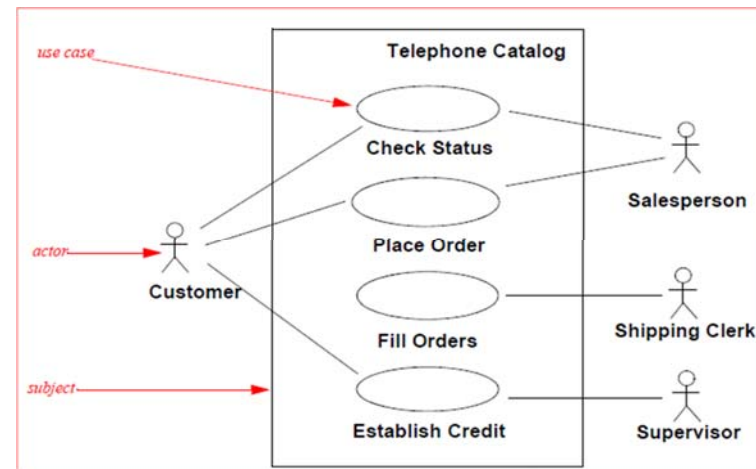 use case
Telephone Catalog
Check Status
Salesperson
Place Order
actor
Customer
Fill Orders
Shipping Clerk
subject
Establish Credit
Supervisor